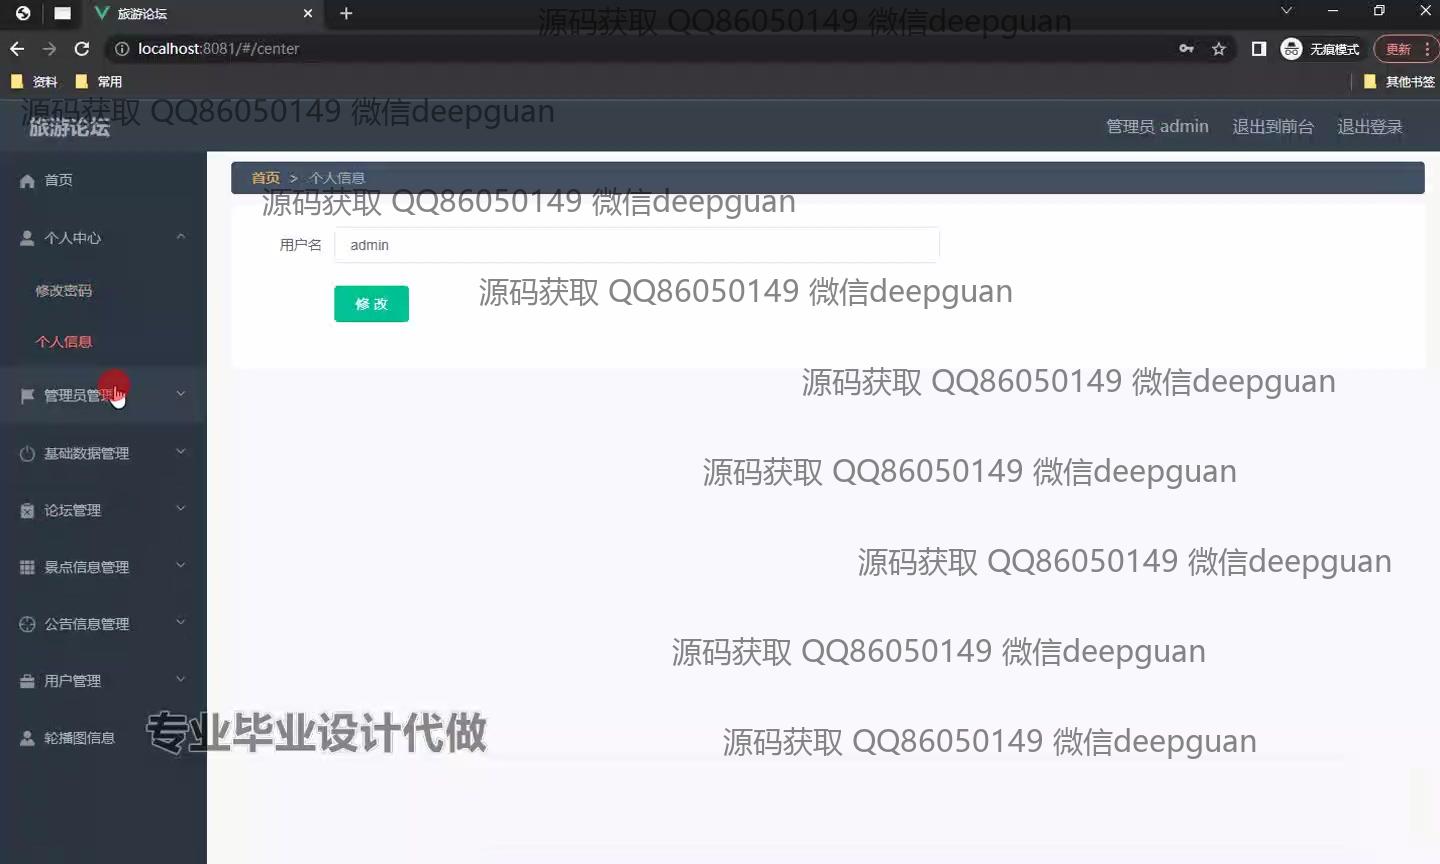 旅游论坛
源码获取 QQ86050149 微信deepguan
localhost:8081/#/center
无痕模式
更新
资料
常用
其他书签
源码获取 QQ86050149 微信deepguan
旅游论坛
管理员 admin
退出到前台
退出登录
首页
首页 > 个人信息
源码获取 QQ86050149 微信deepguan
个人中心
用户名
admin
修改密码
修 改
源码获取 QQ86050149 微信deepguan
个人信息
源码获取 QQ86050149 微信deepguan
管理员管理
基础数据管理
源码获取 QQ86050149 微信deepguan
论坛管理
景点信息管理
源码获取 QQ86050149 微信deepguan
公告信息管理
源码获取 QQ86050149 微信deepguan
用户管理
轮播图信息
专业毕业设计代做
源码获取 QQ86050149 微信deepguan